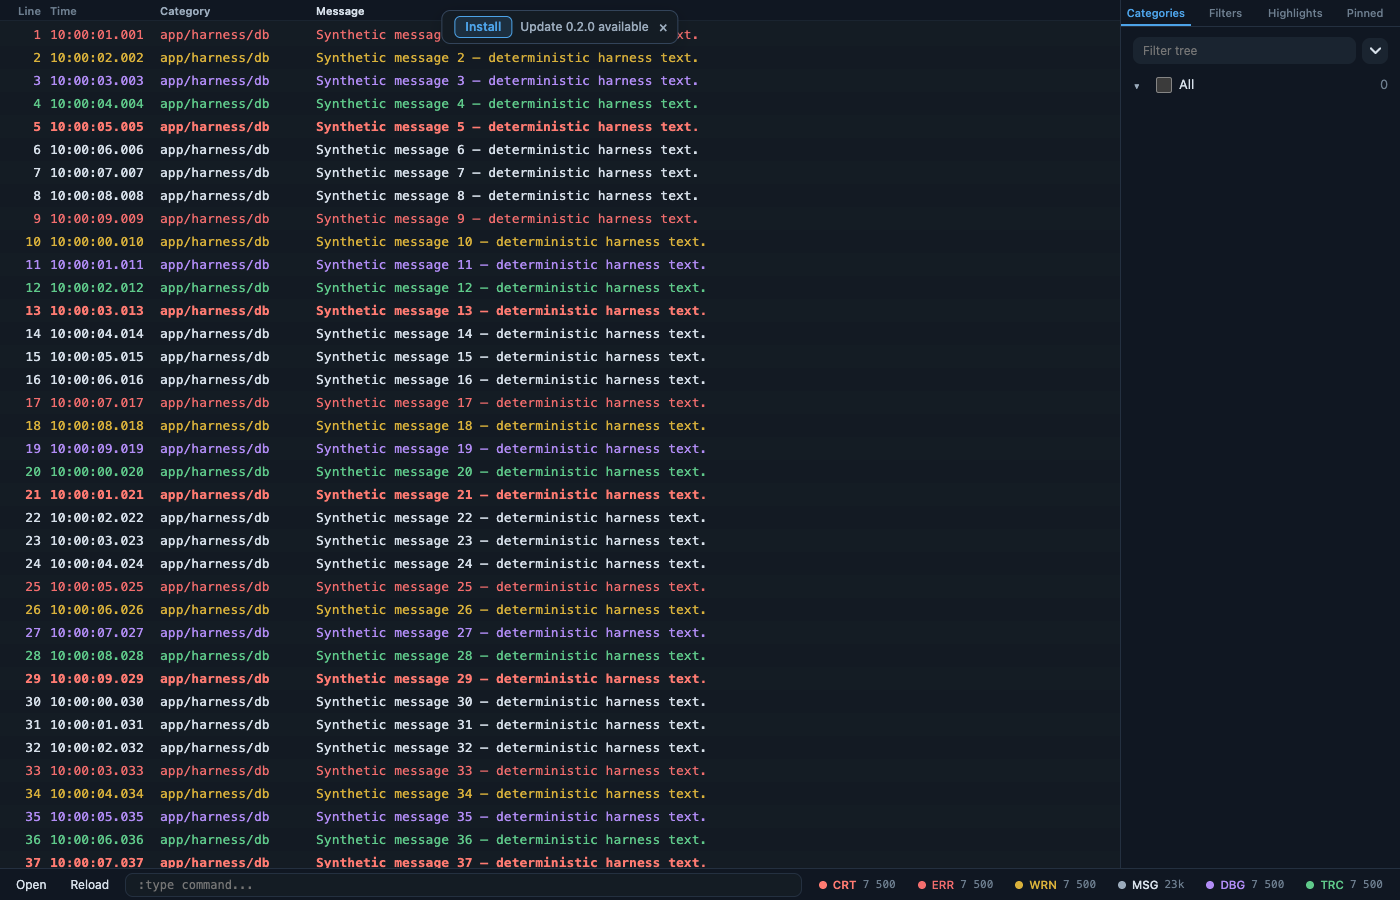 Line Time Category Message
Install Update 0.2.0 available ×
1 10:00:01.001 app/harness/db Synthetic messag xt.
2 10:00:02.002 app/harness/db Synthetic message 2 — deterministic harness text.
3 10:00:03.003 app/harness/db Synthetic message 3 — deterministic harness text.
4 10:00:04.004 app/harness/db Synthetic message 4 — deterministic harness text.
5 10:00:05.005 app/harness/db Synthetic message 5 — deterministic harness text.
6 10:00:06.006 app/harness/db Synthetic message 6 — deterministic harness text.
7 10:00:07.007 app/harness/db Synthetic message 7 — deterministic harness text.
8 10:00:08.008 app/harness/db Synthetic message 8 — deterministic harness text.
9 10:00:09.009 app/harness/db Synthetic message 9 — deterministic harness text.
10 10:00:00.010 app/harness/db Synthetic message 10 — deterministic harness text.
11 10:00:01.011 app/harness/db Synthetic message 11 — deterministic harness text.
12 10:00:02.012 app/harness/db Synthetic message 12 — deterministic harness text.
13 10:00:03.013 app/harness/db Synthetic message 13 — deterministic harness text.
14 10:00:04.014 app/harness/db Synthetic message 14 — deterministic harness text.
15 10:00:05.015 app/harness/db Synthetic message 15 — deterministic harness text.
16 10:00:06.016 app/harness/db Synthetic message 16 — deterministic harness text.
17 10:00:07.017 app/harness/db Synthetic message 17 — deterministic harness text.
18 10:00:08.018 app/harness/db Synthetic message 18 — deterministic harness text.
19 10:00:09.019 app/harness/db Synthetic message 19 — deterministic harness text.
20 10:00:00.020 app/harness/db Synthetic message 20 — deterministic harness text.
21 10:00:01.021 app/harness/db Synthetic message 21 — deterministic harness text.
22 10:00:02.022 app/harness/db Synthetic message 22 — deterministic harness text.
23 10:00:03.023 app/harness/db Synthetic message 23 — deterministic harness text.
24 10:00:04.024 app/harness/db Synthetic message 24 — deterministic harness text.
25 10:00:05.025 app/harness/db Synthetic message 25 — deterministic harness text.
26 10:00:06.026 app/harness/db Synthetic message 26 — deterministic harness text.
27 10:00:07.027 app/harness/db Synthetic message 27 — deterministic harness text.
28 10:00:08.028 app/harness/db Synthetic message 28 — deterministic harness text.
29 10:00:09.029 app/harness/db Synthetic message 29 — deterministic harness text.
30 10:00:00.030 app/harness/db Synthetic message 30 — deterministic harness text.
31 10:00:01.031 app/harness/db Synthetic message 31 — deterministic harness text.
32 10:00:02.032 app/harness/db Synthetic message 32 — deterministic harness text.
33 10:00:03.033 app/harness/db Synthetic message 33 — deterministic harness text.
34 10:00:04.034 app/harness/db Synthetic message 34 — deterministic harness text.
35 10:00:05.035 app/harness/db Synthetic message 35 — deterministic harness text.
36 10:00:06.036 app/harness/db Synthetic message 36 — deterministic harness text.
37 10:00:07.037 app/harness/db Synthetic message 37 — deterministic harness text.
Categories Filters Highlights Pinned
Filter tree
All 0
Open Reload :type command... CRT 7 500 ERR 7 500 WRN 7 500 MSG 23k DBG 7 500 TRC 7 500